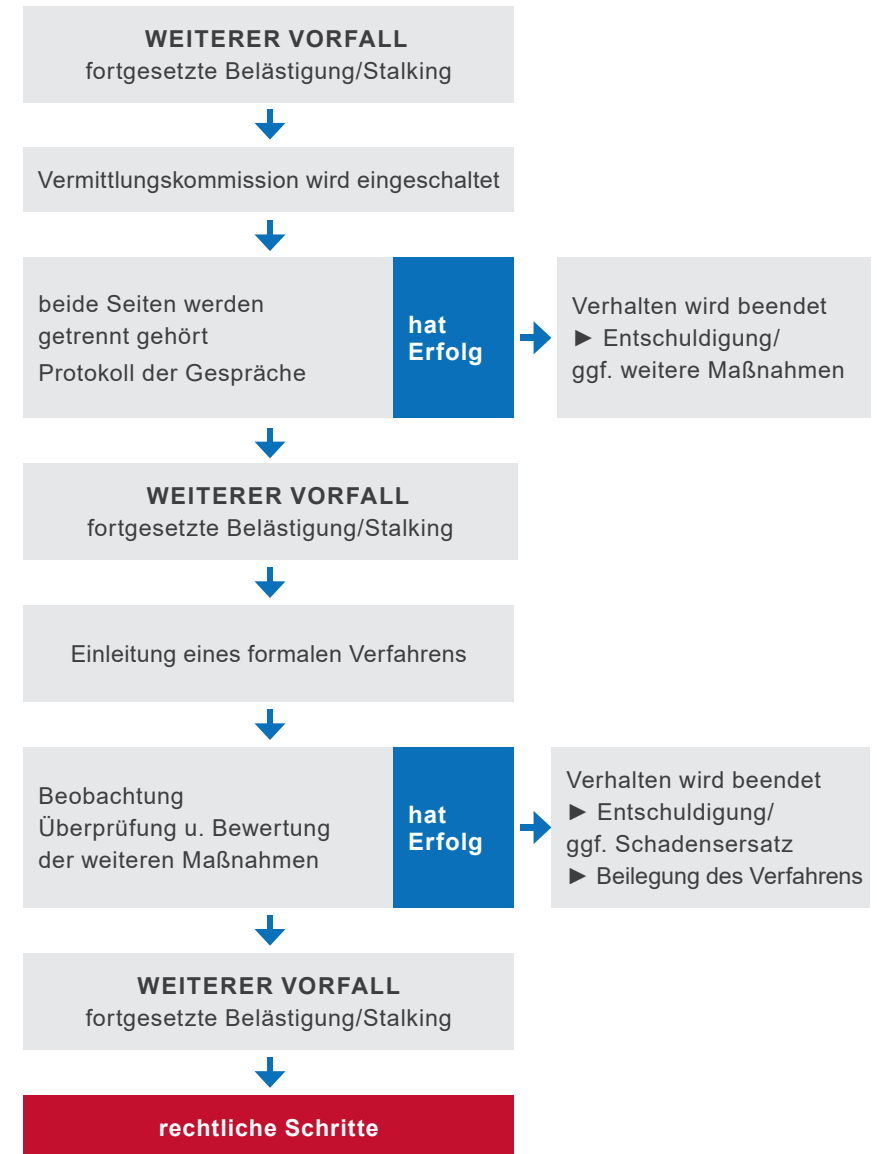 WEITERER VORFALL
fortgesetzte Belästigung/Stalking
Vermittlungskommission wird eingeschaltet
beide Seiten werden
getrennt gehört
Protokoll der Gespräche
hat
Erfolg
Verhalten wird beendet
► Entschuldigung/
ggf. weitere Maßnahmen
WEITERER VORFALL
fortgesetzte Belästigung/Stalking
Einleitung eines formalen Verfahrens
Beobachtung
Überprüfung u. Bewertung
der weiteren Maßnahmen
hat
Erfolg
Verhalten wird beendet
► Entschuldigung/
ggf. Schadensersatz
► Beilegung des Verfahrens
WEITERER VORFALL
fortgesetzte Belästigung/Stalking
rechtliche Schritte